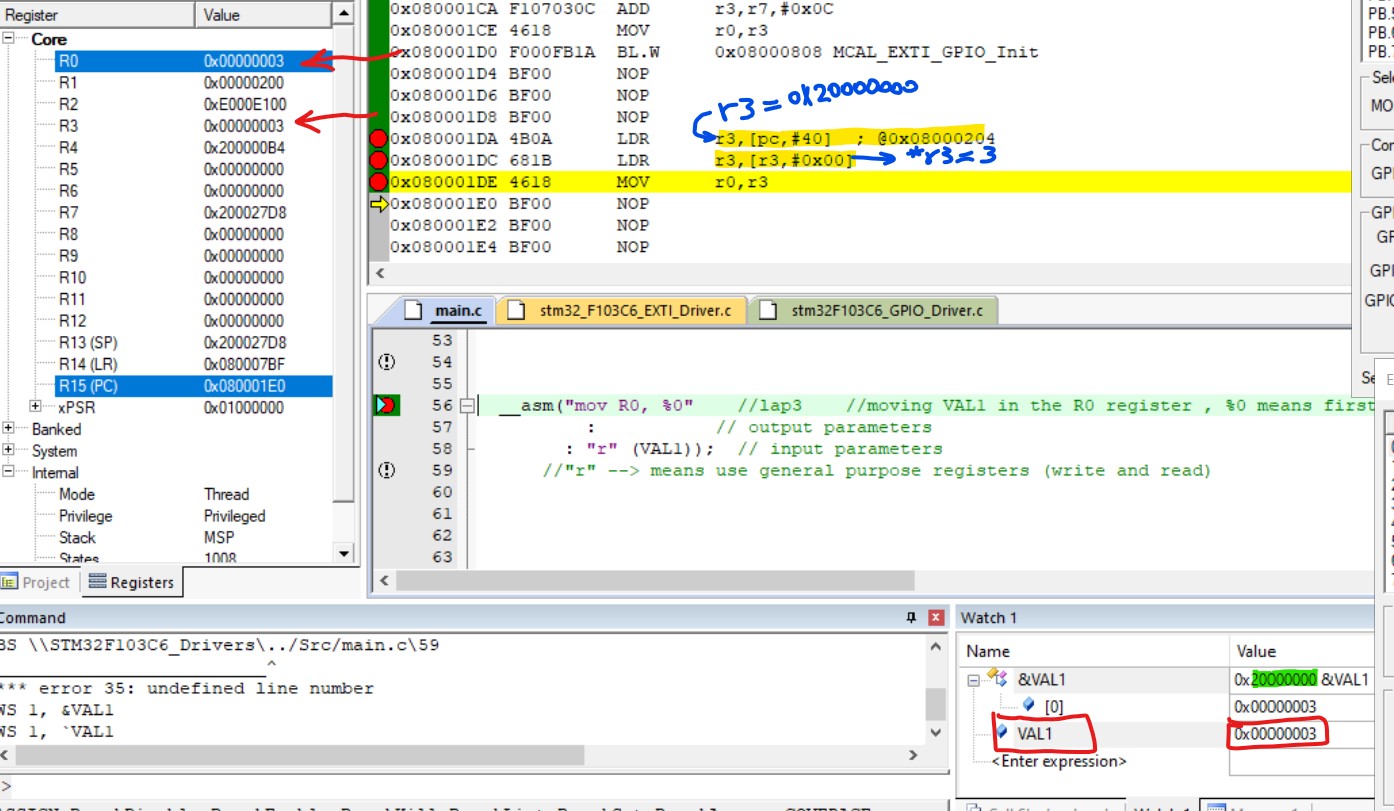 Register Value
Core
R0 0x00000003
R1 0x00000200
R2 0xE000E100
R3 0x00000003
R4 0x200000B4
R5 0x00000000
R6 0x00000000
R7 0x200027D8
R8 0x00000000
R9 0x00000000
R10 0x00000000
R11 0x00000000
R12 0x00000000
R13 (SP) 0x200027D8
R14 (LR) 0x080007BF
R15 (PC) 0x080001E0
xPSR 0x01000000
Banked
System
Internal
Mode Thread
Privilege Privileged
Stack MSP
States 1008
Project Registers
0x080001CA F107030C ADD r3,r7,#0x0C
0x080001CE 4618 MOV r0,r3
0x080001D0 F000FB1A BL.W 0x08000808 MCAL_EXTI_GPIO_Init
0x080001D4 BF00 NOP
0x080001D6 BF00 NOP
0x080001D8 BF00 NOP
r3 = 0x20000000
0x080001DA 4B0A LDR r3,[pc,#40] ; @0x08000204
0x080001DC 681B LDR r3,[r3,#0x00] *r3 = 3
0x080001DE 4618 MOV r0,r3
0x080001E0 BF00 NOP
0x080001E2 BF00 NOP
0x080001E4 BF00 NOP
main.c stm32_F103C6_EXTI_Driver.c stm32F103C6_GPIO_Driver.c
53
54
55
56 __asm("mov R0, %0" //lap3 //moving VAL1 in the R0 register , %0 means first
57 : // output parameters
58 : "r" (VAL1)); // input parameters
59 //"r" --> means use general purpose registers (write and read)
60
61
62
63
PB.
PB.
PB.
Sele
MO
Con
GPI
GPI
GP
GPI
GPIO
Se
Command
BS \\STM32F103C6_Drivers\../Src/main.c\59
^
*** error 35: undefined line number
WS 1, &VAL1
WS 1, `VAL1
>
Watch 1
Name Value
&VAL1 0x20000000 &VAL1
[0] 0x00000003
VAL1 0x00000003
<Enter expression>